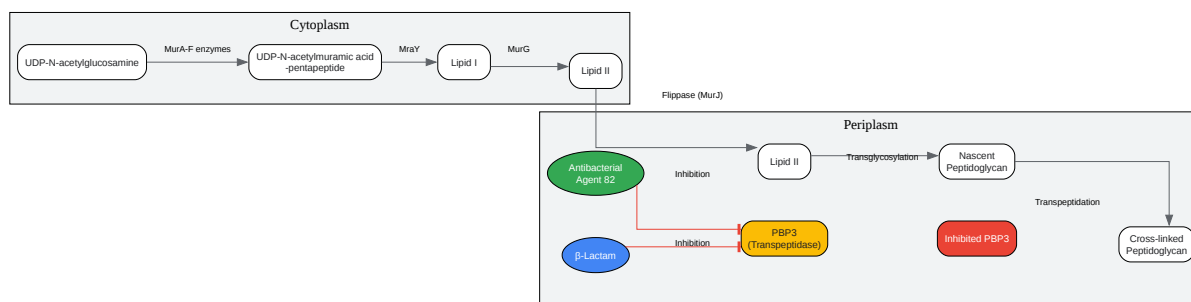 Cytoplasm
MurA-F enzymes
MraY
MurG
UDP-N-acetylglucosamine
UDP-N-acetylmuramic acid
-pentapeptide
Lipid I
Lipid II
Flippase (MurJ)
Periplasm
Antibacterial
Agent 82
Inhibition
Lipid II
Transglycosylation
Nascent
Peptidoglycan
Transpeptidation
β-Lactam
Inhibition
PBP3
(Transpeptidase)
Inhibited PBP3
Cross-linked
Peptidoglycan